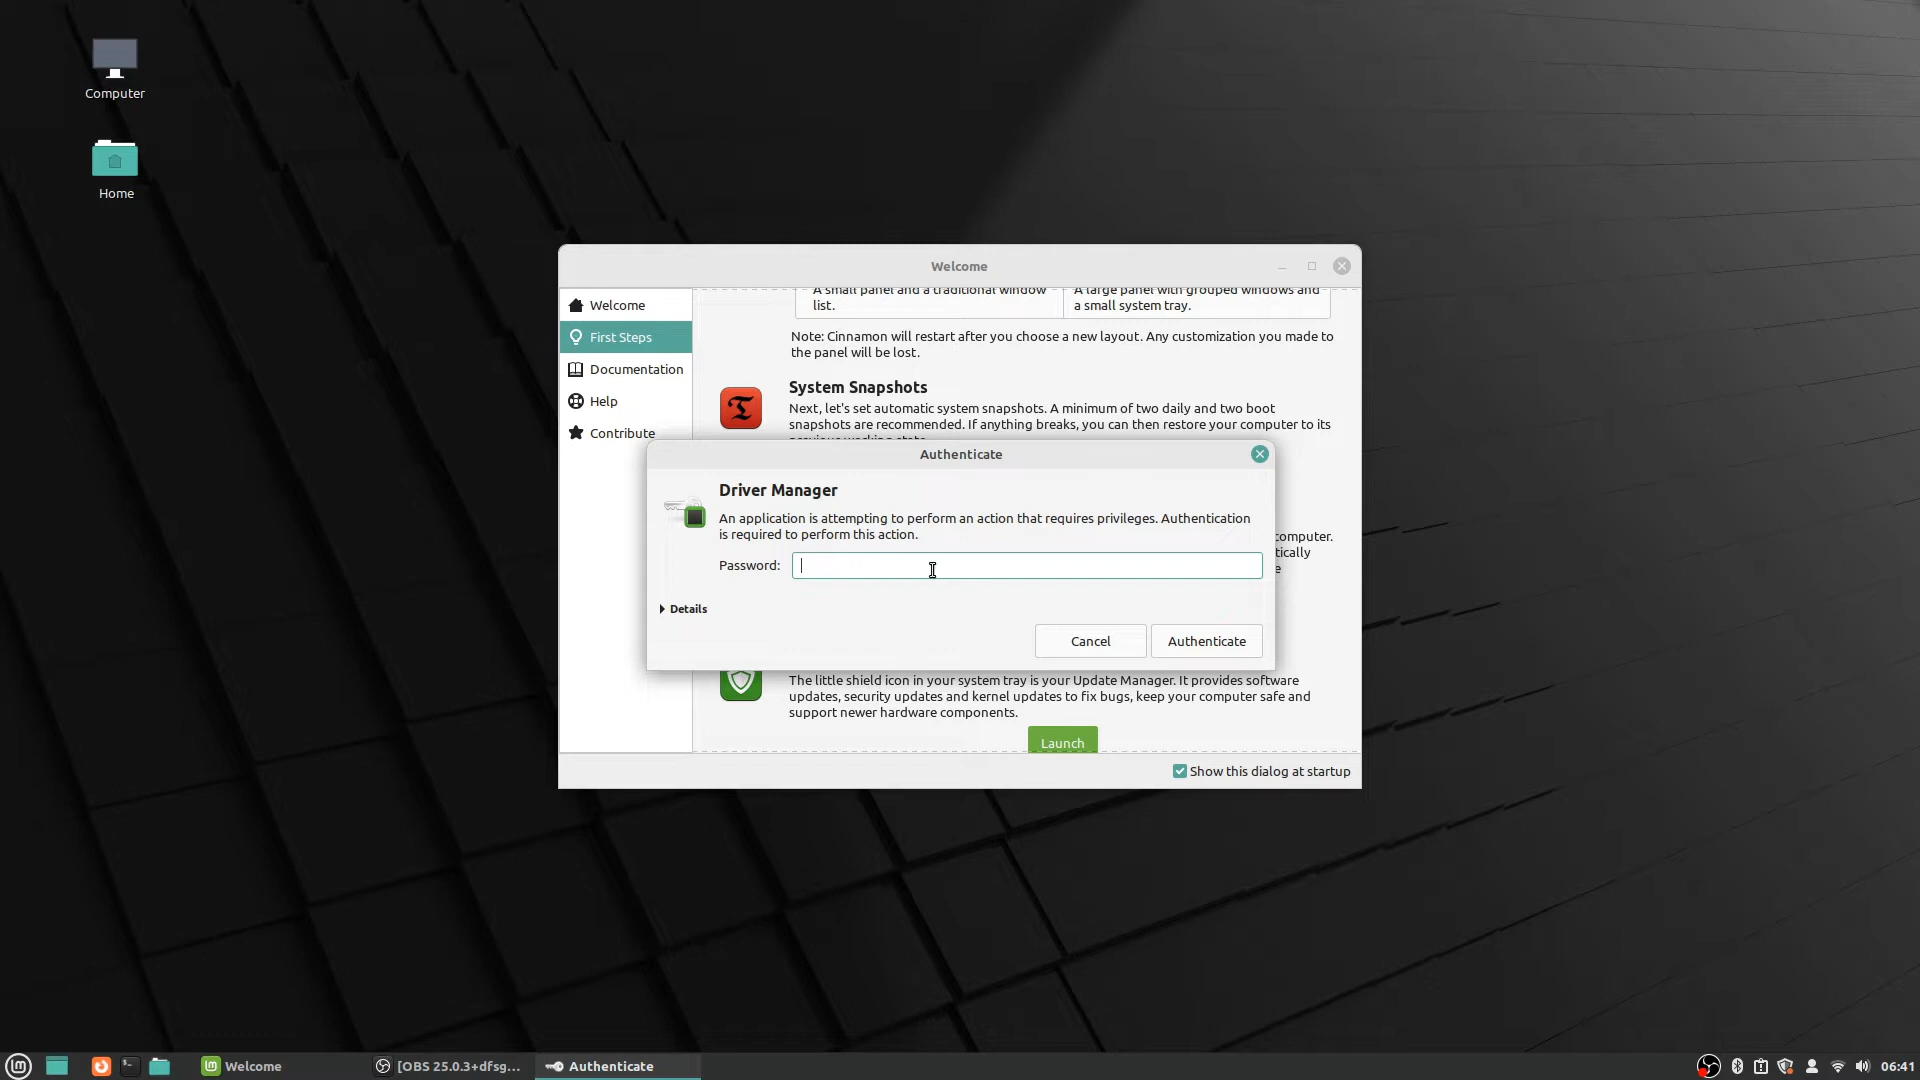 Computer
Home
Welcome
Welcome
First Steps
Documentation
Help
Contribute
A small panel and a traditional window
list.
A large panel with grouped windows and
a small system tray.
Note: Cinnamon will restart after you choose a new layout. Any customization you made to
the panel will be lost.
System Snapshots
Next, let's set automatic system snapshots. A minimum of two daily and two boot
snapshots are recommended. If anything breaks, you can then restore your computer to its
previous working state.
Authenticate
Driver Manager
An application is attempting to perform an action that requires privileges. Authentication
is required to perform this action.
Password:
Details
Cancel
Authenticate
computer.
tically
e
The little shield icon in your system tray is your Update Manager. It provides software
updates, security updates and kernel updates to fix bugs, keep your computer safe and
support newer hardware components.
Launch
Show this dialog at startup
Welcome
[OBS 25.0.3+dfsg...
Authenticate
06:41